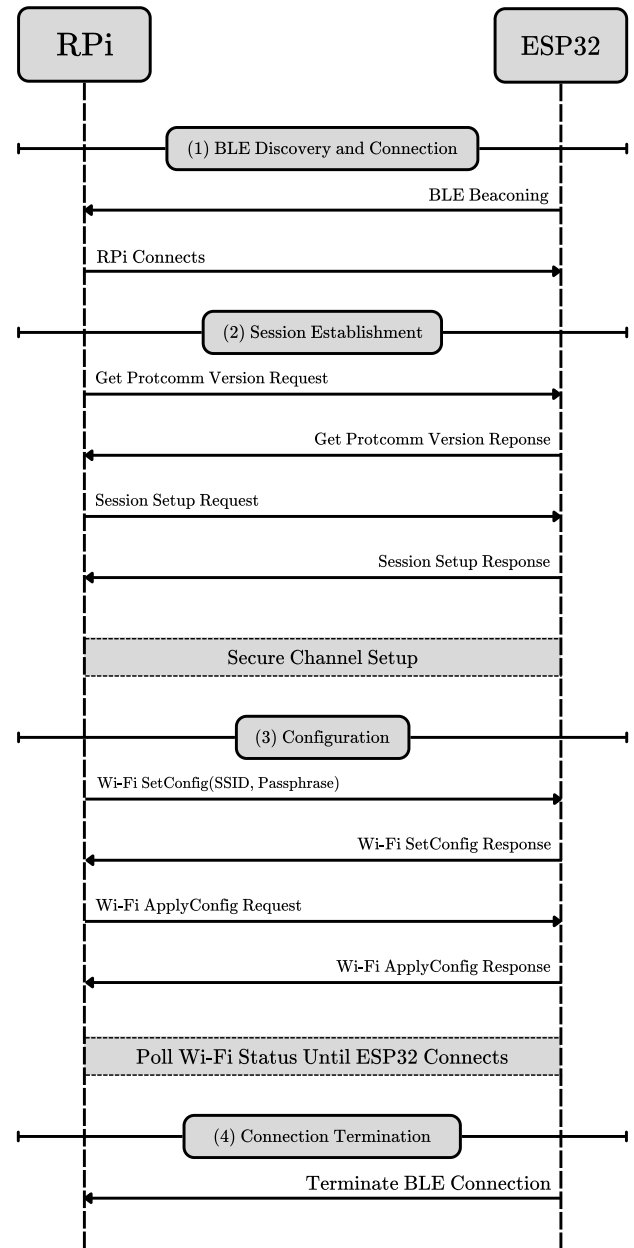 RPi
ESP32
(1) BLE Discovery and Connection
BLE Beaconing
RPi Connects
(2) Session Establishment
Get Protcomm Version Request
Get Protcomm Version Reponse
Session Setup Request
Session Setup Response
Secure Channel Setup
(3) Configuration
Wi-Fi SetConfig(SSID, Passphrase)
Wi-Fi SetConfig Response
Wi-Fi ApplyConfig Request
Wi-Fi ApplyConfig Response
Poll Wi-Fi Status Until ESP32 Connects
(4) Connection Termination
Terminate BLE Connection